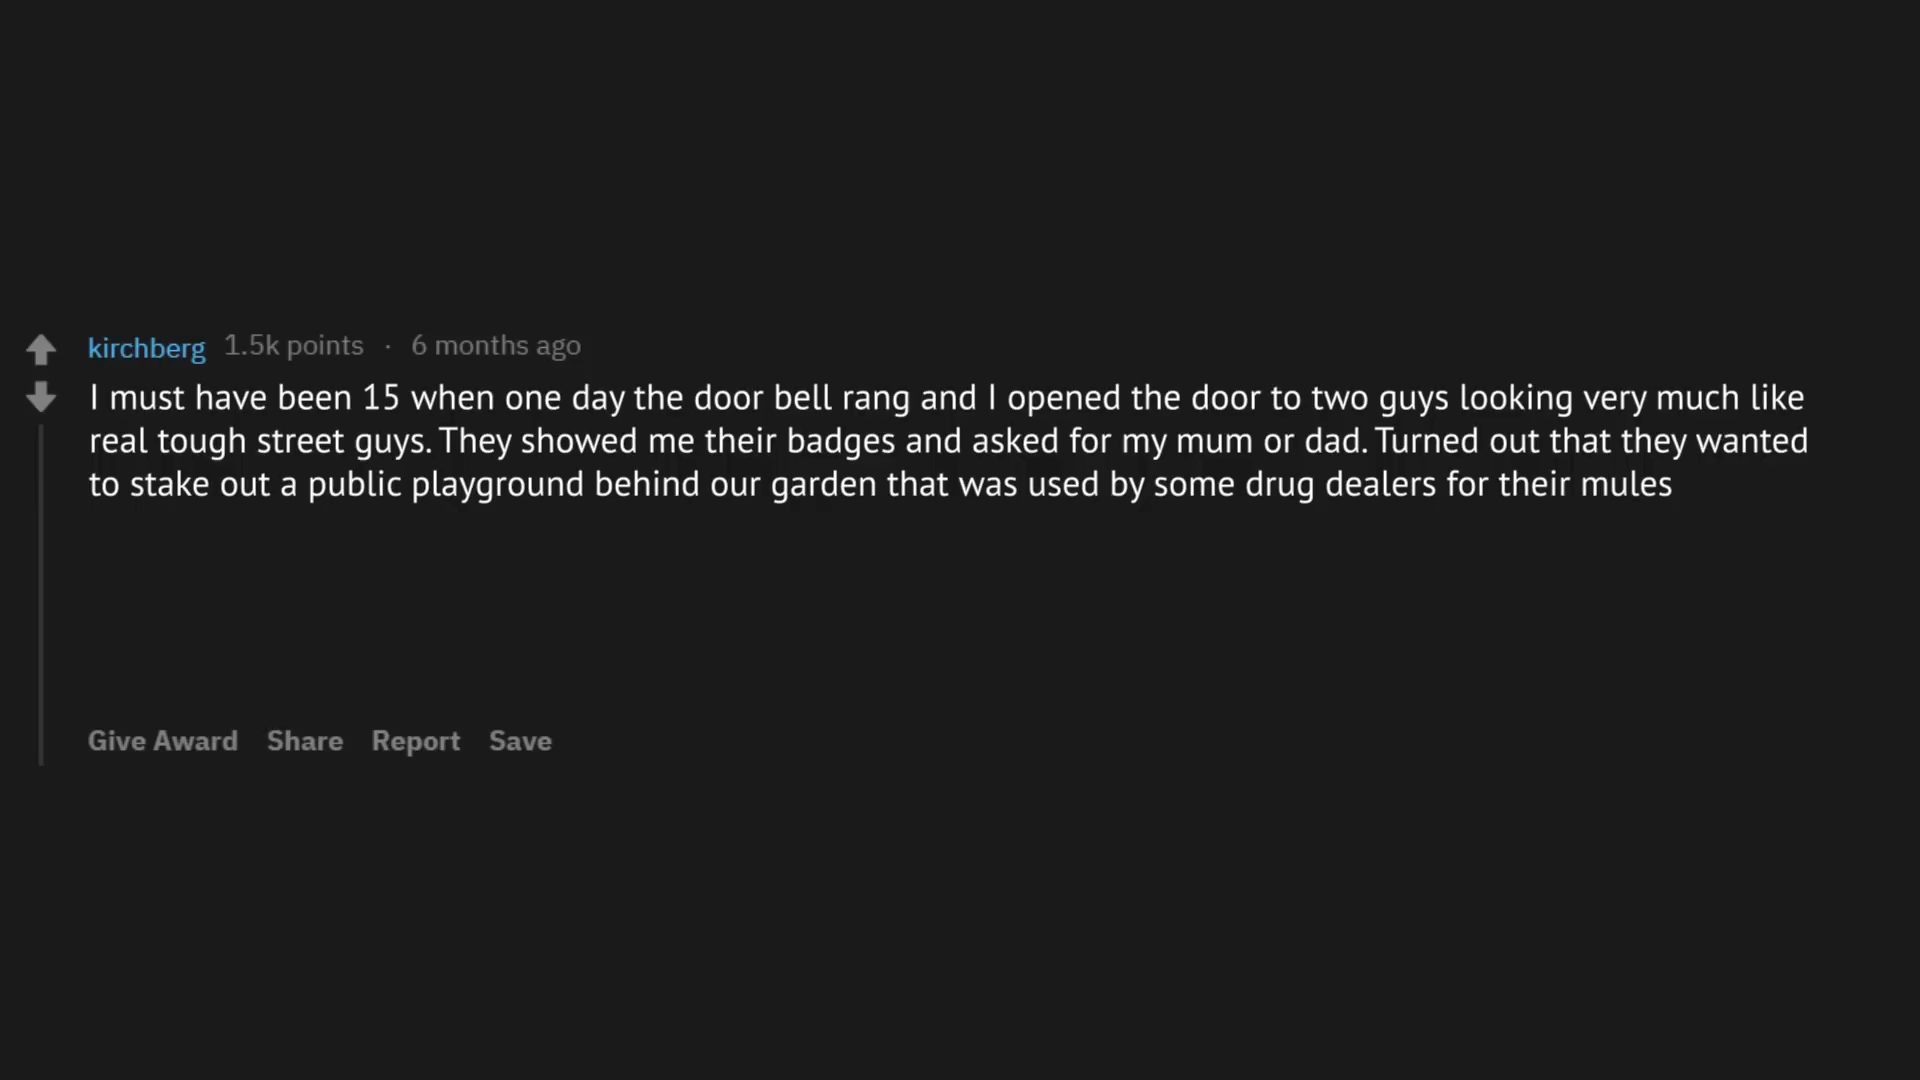 kirchberg 1.5k points · 6 months ago
I must have been 15 when one day the door bell rang and I opened the door to two guys looking very much like
real tough street guys. They showed me their badges and asked for my mum or dad. Turned out that they wanted
to stake out a public playground behind our garden that was used by some drug dealers for their mules
Give Award Share Report Save